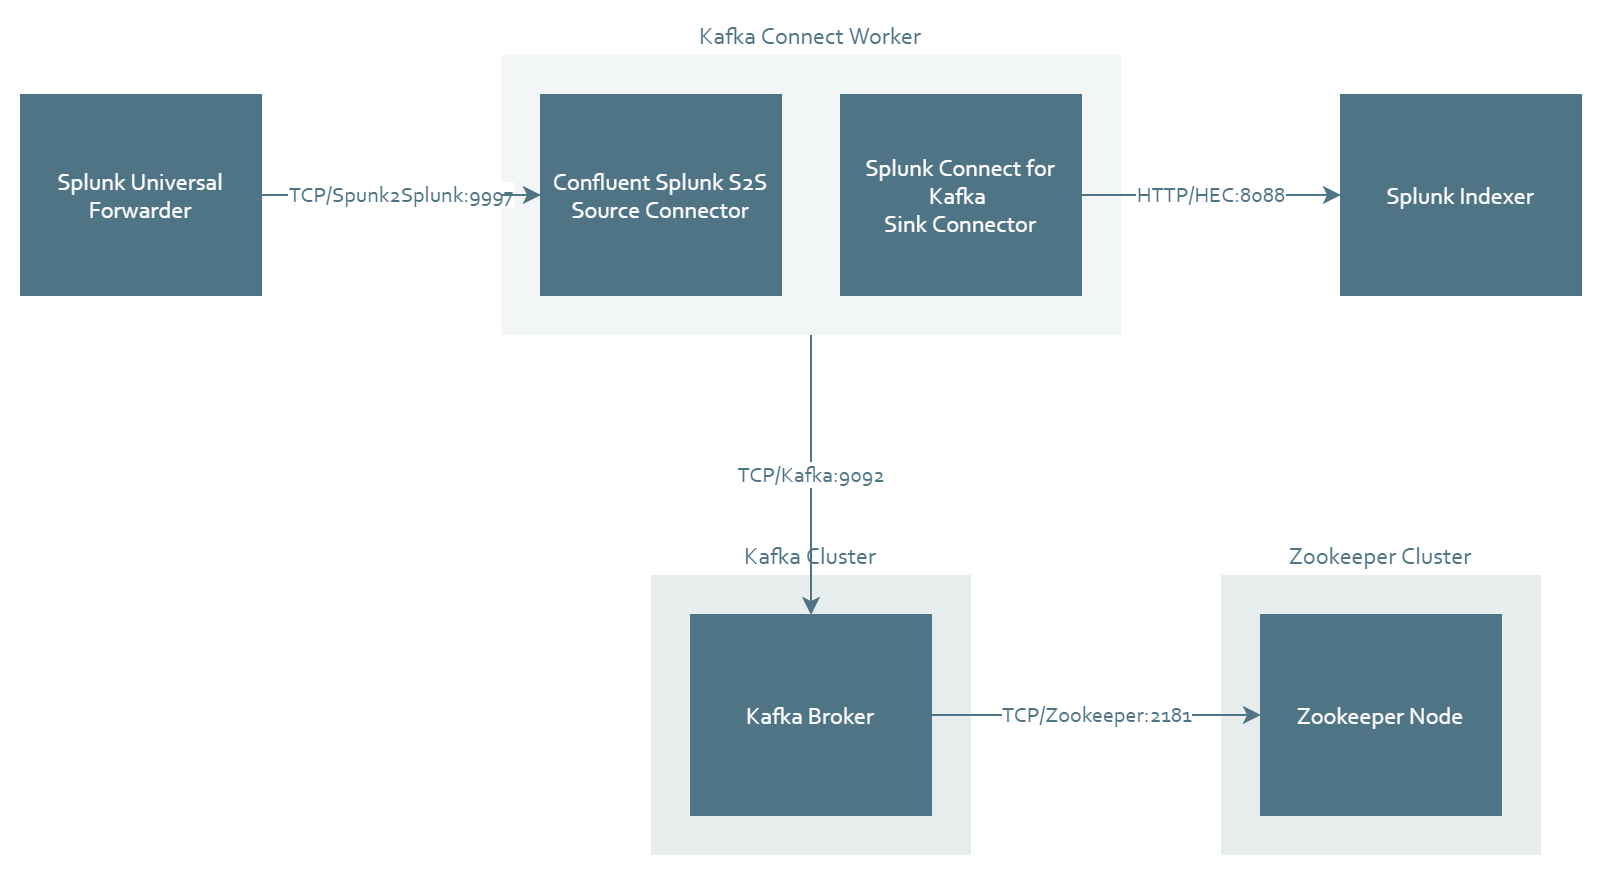 Kafka Connect Worker
Splunk Universal
Forwarder
TCP/Spunk2Splunk:9997
Confluent Splunk S2S
Source Connector
Splunk Connect for
Kafka
Sink Connector
HTTP/HEC:8088
Splunk Indexer
TCP/Kafka:9092
Kafka Cluster
Zookeeper Cluster
Kafka Broker
TCP/Zookeeper:2181
Zookeeper Node